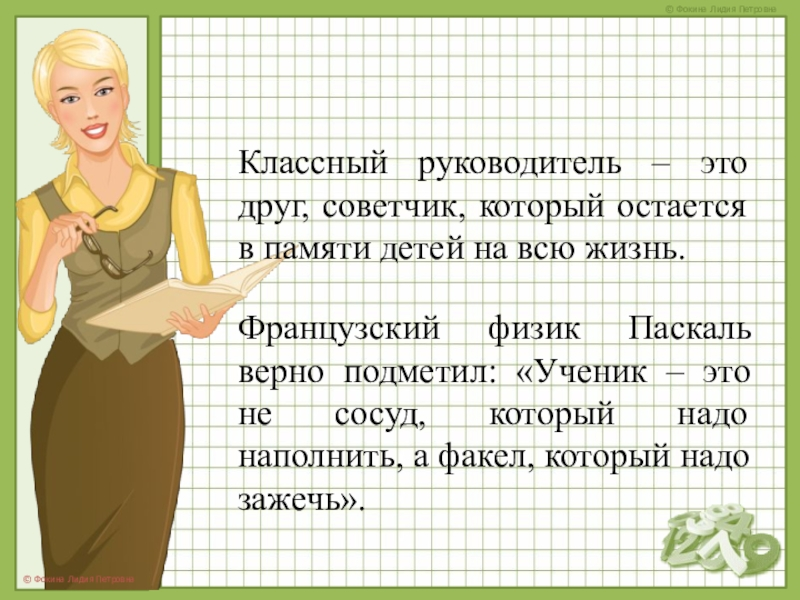 © Фокина Лидия Петровна
Классный руководитель – это
друг, советчик, который остается
в памяти детей на всю жизнь.
Французский физик Паскаль
верно подметил: «Ученик – это
не сосуд, который надо
наполнить, а факел, который надо
зажечь».
© Фокина Лидия Петровна